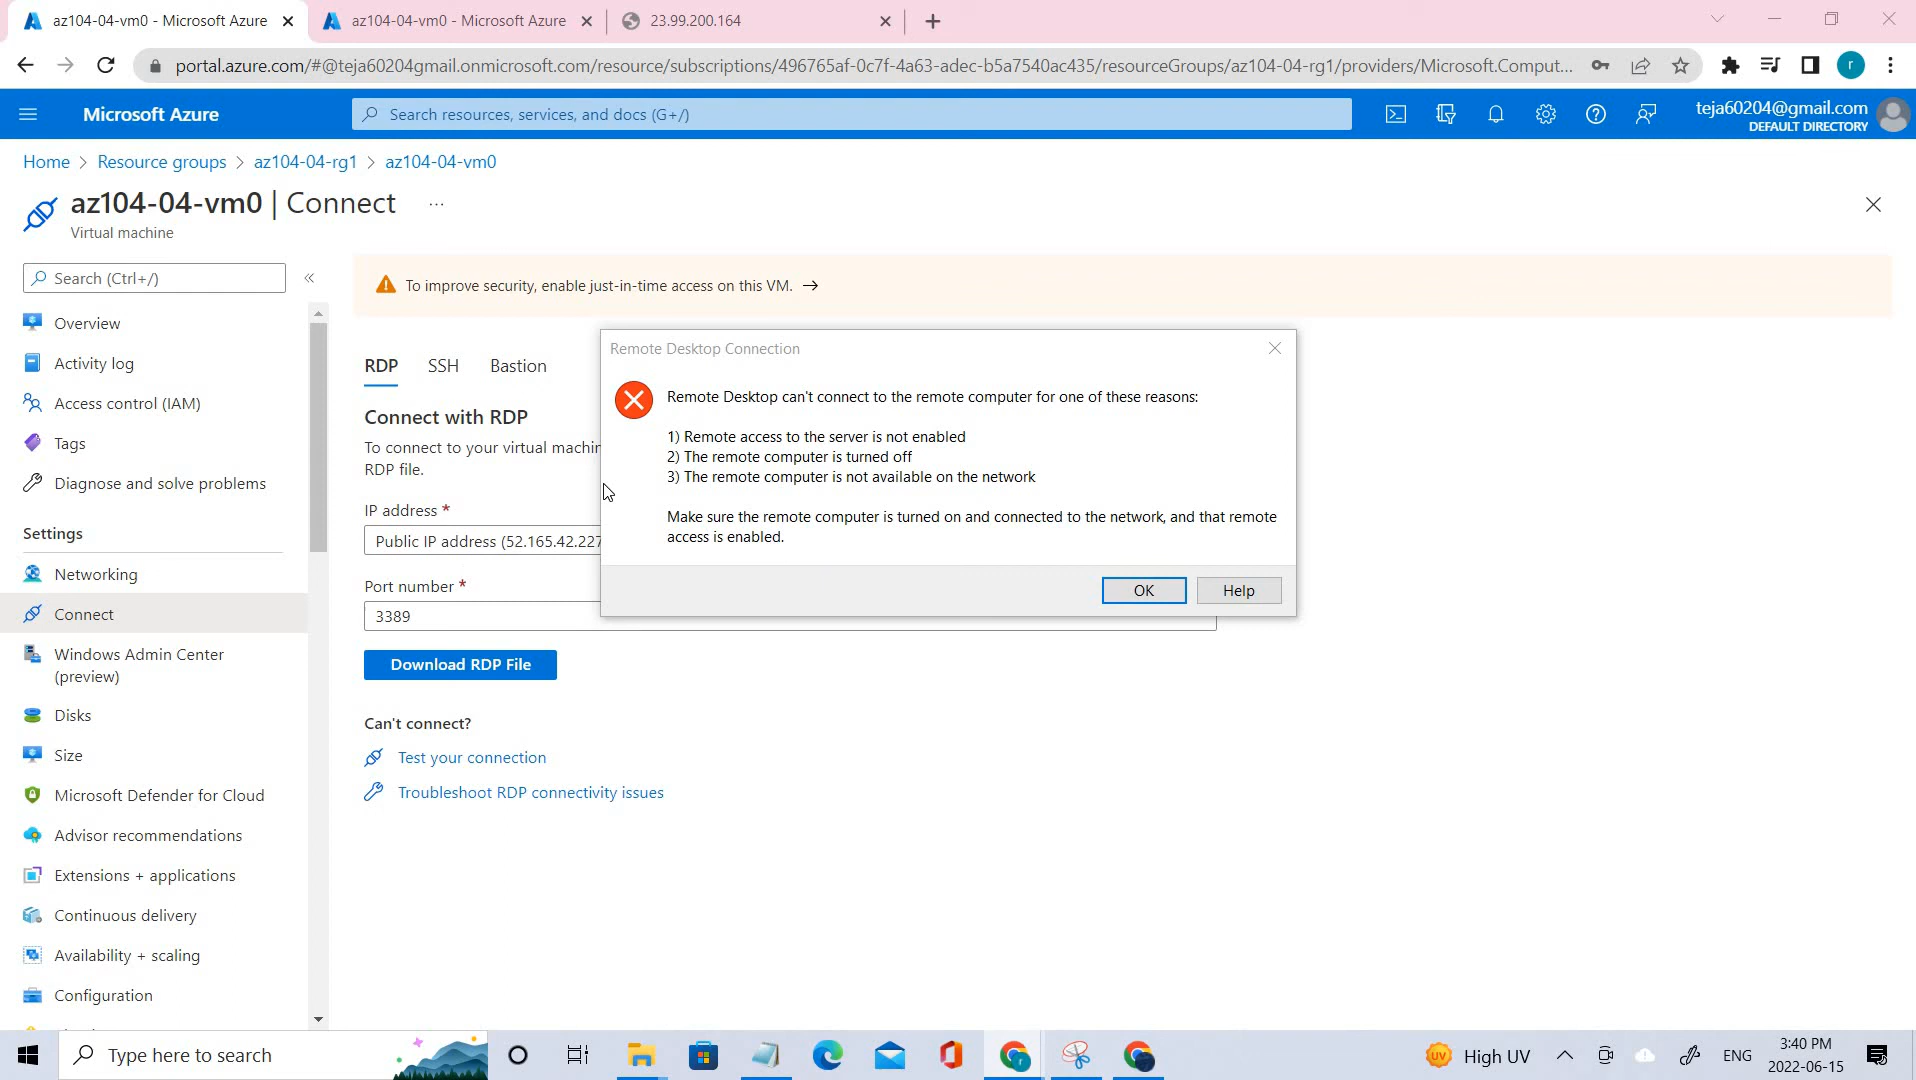 az104-04-vm0 - Microsoft Azure
az104-04-vm0 - Microsoft Azure
23.99.200.164
portal.azure.com/#@teja60204gmail.onmicrosoft.com/resource/subscriptions/496765af-0c7f-4a63-adec-b5a7540ac435/resourceGroups/az104-04-rg1/providers/Microsoft.Comput...
r
Microsoft Azure
Search resources, services, and docs (G+/)
teja60204@gmail.com
DEFAULT DIRECTORY
Home > Resource groups > az104-04-rg1 > az104-04-vm0
az104-04-vm0 | Connect ...
Virtual machine
Search (Ctrl+/)
«
To improve security, enable just-in-time access on this VM. →
Overview
Activity log
Access control (IAM)
Tags
Diagnose and solve problems
Settings
Networking
Connect
Windows Admin Center
(preview)
Disks
Size
Microsoft Defender for Cloud
Advisor recommendations
Extensions + applications
Continuous delivery
Availability + scaling
Configuration
RDP SSH Bastion
Connect with RDP
To connect to your virtual machin
RDP file.
IP address *
Public IP address (52.165.42.227
Port number *
3389
Download RDP File
Can't connect?
Test your connection
Troubleshoot RDP connectivity issues
Remote Desktop Connection
Remote Desktop can't connect to the remote computer for one of these reasons:
1) Remote access to the server is not enabled
2) The remote computer is turned off
3) The remote computer is not available on the network
Make sure the remote computer is turned on and connected to the network, and that remote
access is enabled.
OK Help
Type here to search
r
UV High UV
ENG
3:40 PM
2022-06-15